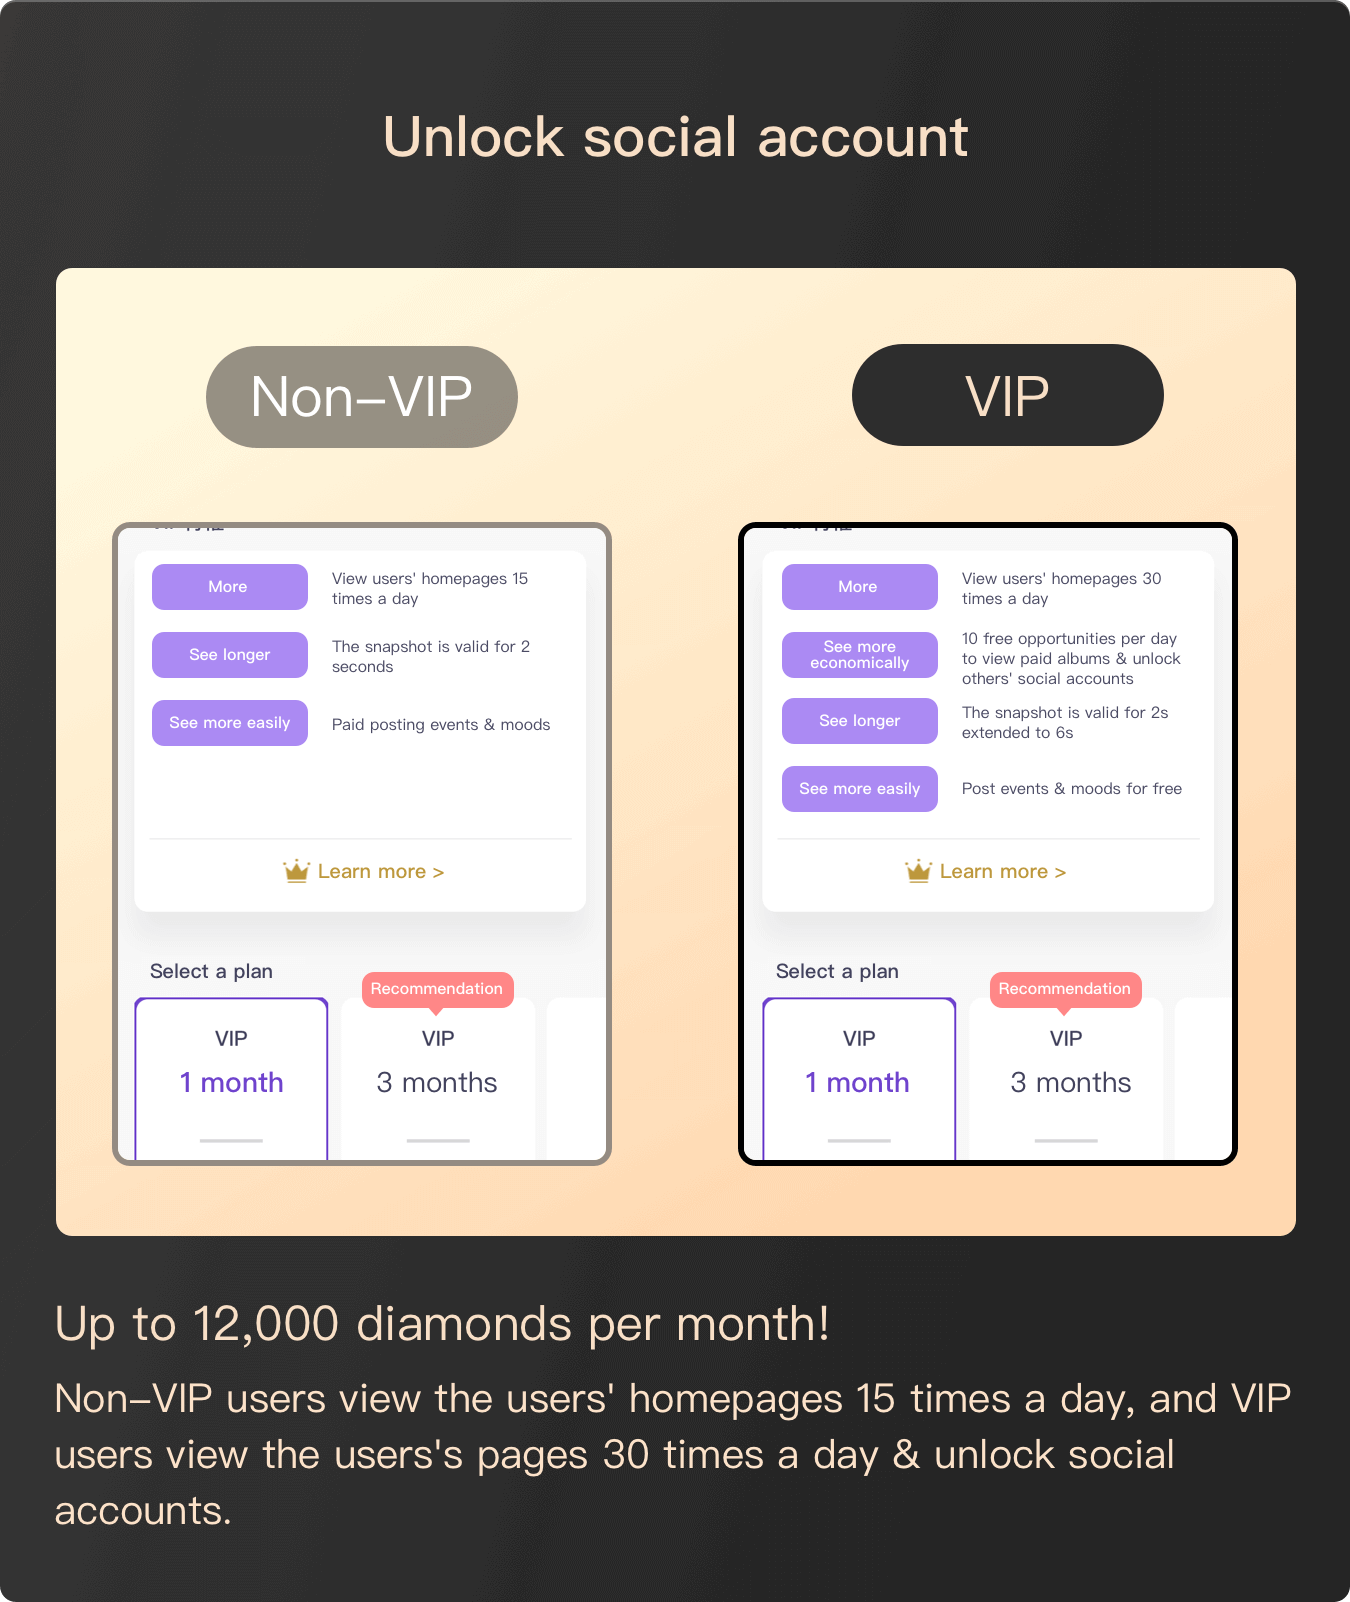 Unlock social account
Non–VIP
VIP
More
View users' homepages 15
times a day
See longer
The snapshot is valid for 2
seconds
See more easily
Paid posting events & moods
Learn more >
Select a plan
Recommendation
VIP
1 month
VIP
3 months
More
View users' homepages 30
times a day
See more
economically
10 free opportunities per day
to view paid albums & unlock
others' social accounts
See longer
The snapshot is valid for 2s
extended to 6s
See more easily
Post events & moods for free
Learn more >
Select a plan
Recommendation
VIP
1 month
VIP
3 months
Up to 12,000 diamonds per month!
Non–VIP users view the users' homepages 15 times a day, and VIP
users view the users's pages 30 times a day & unlock social
accounts.